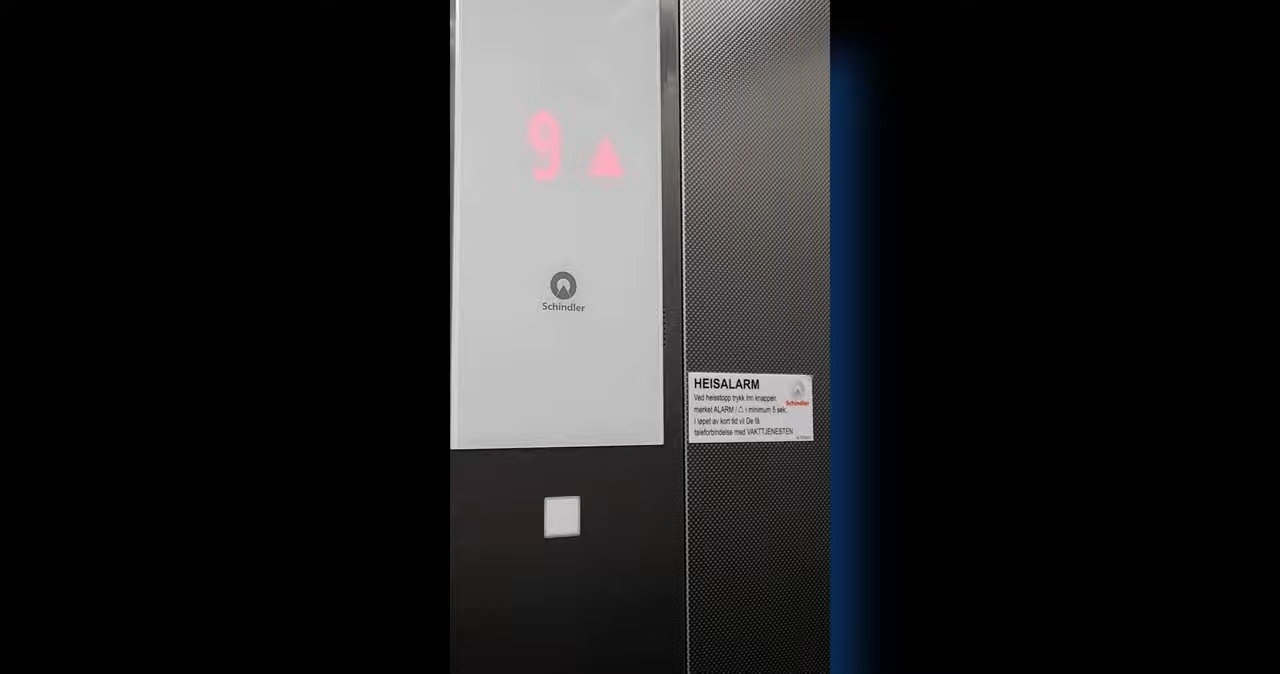 9
Schindler
HEISALARM
Ved heisstopp trykk inn knappen
Schindler
merket ALARM / 🔔 i minimum 5 sek.
I løpet av kort tid vil De få
taleforbindelse med VAKTTJENESTEN